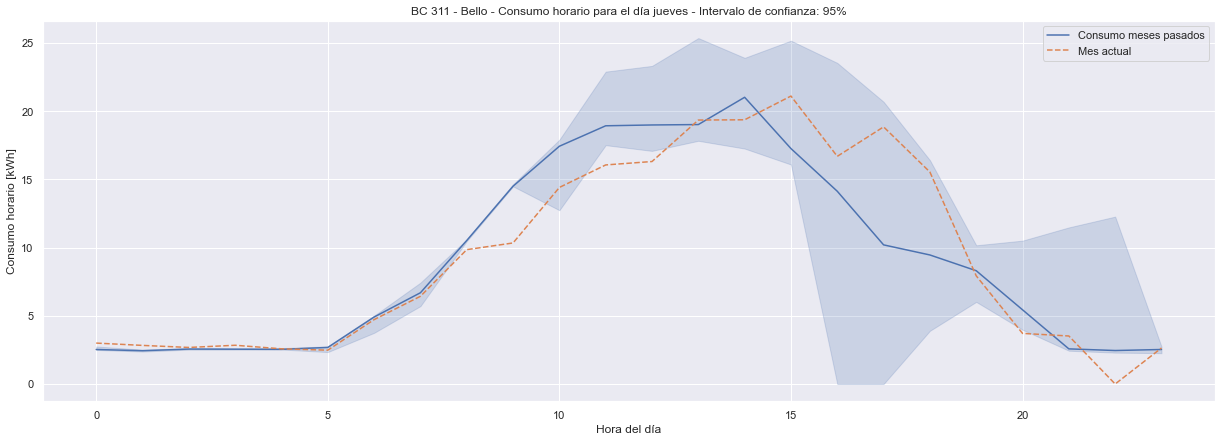 BC 311 - Bello - Consumo horario para el día jueves - Intervalo de confianza: 95%
Consumo meses pasados
Mes actual
Consumo horario [kWh]
25
20
15
10
5
0
0
5
10
15
20
Hora del día